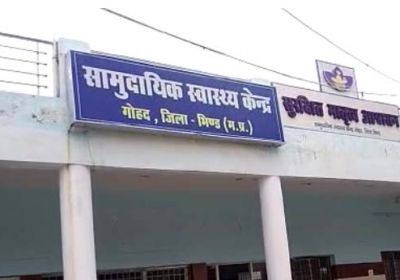 सामुदायिक स्वास्थ्य केन्द्र
गोहद, जिला - भिण्ड (म.प्र.)
सुरक्षित मातृत्व आश्वासन